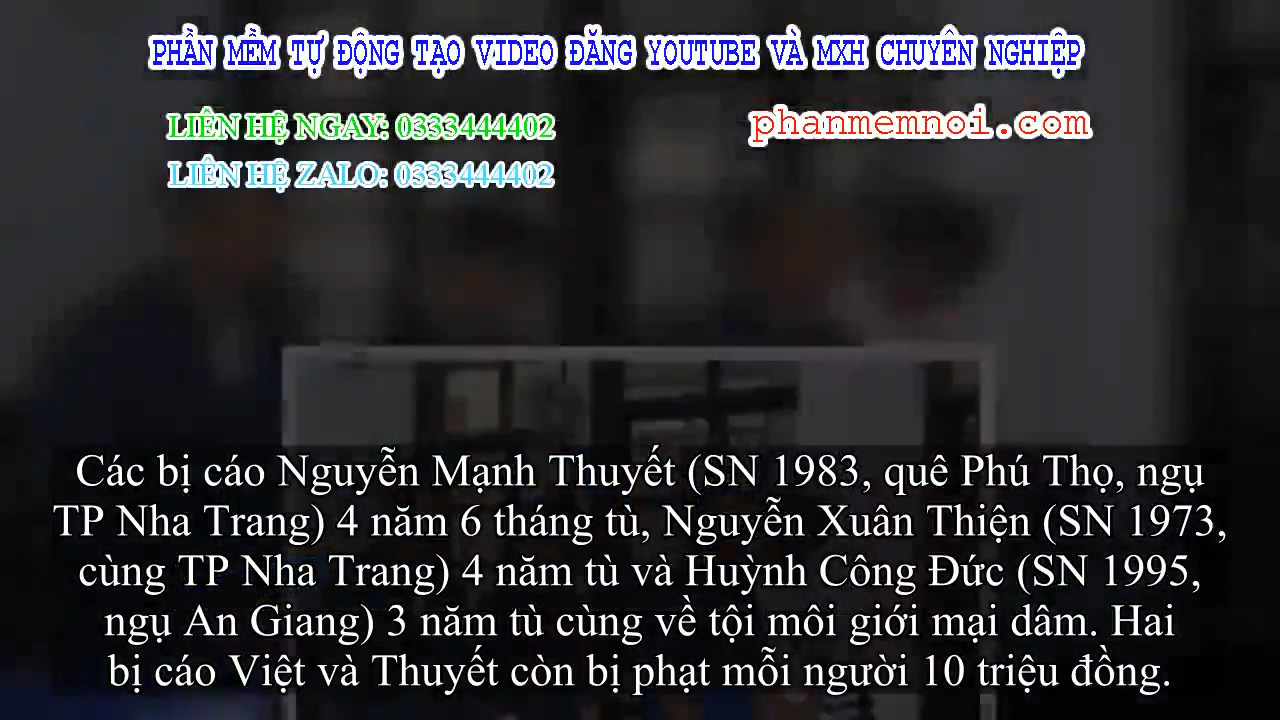 PHẦN MỀM TỰ ĐỘNG TẠO VIDEO ĐĂNG YOUTUBE VÀ MXH CHUYÊN NGHIỆP
LIÊN HỆ NGAY: 0333444402
phanmemnoi.com
LIÊN HỆ ZALO: 0333444402
Các bị cáo Nguyễn Mạnh Thuyết (SN 1983, quê Phú Thọ, ngụ
TP Nha Trang) 4 năm 6 tháng tù, Nguyễn Xuân Thiện (SN 1973,
cùng TP Nha Trang) 4 năm tù và Huỳnh Công Đức (SN 1995,
ngụ An Giang) 3 năm tù cùng về tội môi giới mại dâm. Hai
bị cáo Việt và Thuyết còn bị phạt mỗi người 10 triệu đồng.